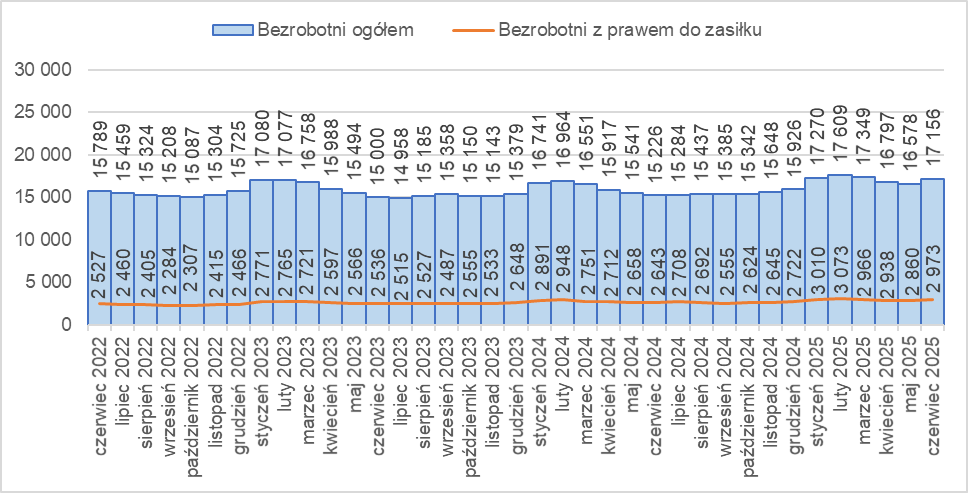 Bezrobotni ogółem
Bezrobotni z prawem do zasiłku
30 000
25 000
20 000
15 000
10 000
5 000
0
15 789
15 459
15 324
15 208
15 087
15 304
15 725
17 080
17 077
16 758
15 988
15 494
15 000
14 958
15 185
15 358
15 150
15 143
15 379
16 741
16 964
16 551
15 917
15 541
15 226
15 284
15 437
15 385
15 342
15 648
15 926
17 270
17 609
17 349
16 797
16 578
17 156
2 527
2 460
2 405
2 284
2 307
2 415
2 466
2 771
2 765
2 721
2 597
2 566
2 536
2 515
2 527
2 487
2 555
2 533
2 648
2 891
2 948
2 751
2 712
2 658
2 643
2 708
2 692
2 555
2 624
2 645
2 722
3 010
3 073
2 966
2 938
2 860
2 973
czerwiec 2022
lipiec 2022
sierpień 2022
wrzesień 2022
październik 2022
listopad 2022
grudzień 2022
styczeń 2023
luty 2023
marzec 2023
kwiecień 2023
maj 2023
czerwiec 2023
lipiec 2023
sierpień 2023
wrzesień 2023
październik 2023
listopad 2023
grudzień 2023
styczeń 2024
luty 2024
marzec 2024
kwiecień 2024
maj 2024
czerwiec 2024
lipiec 2024
sierpień 2024
wrzesień 2024
październik 2024
listopad 2024
grudzień 2024
styczeń 2025
luty 2025
marzec 2025
kwiecień 2025
maj 2025
czerwiec 2025